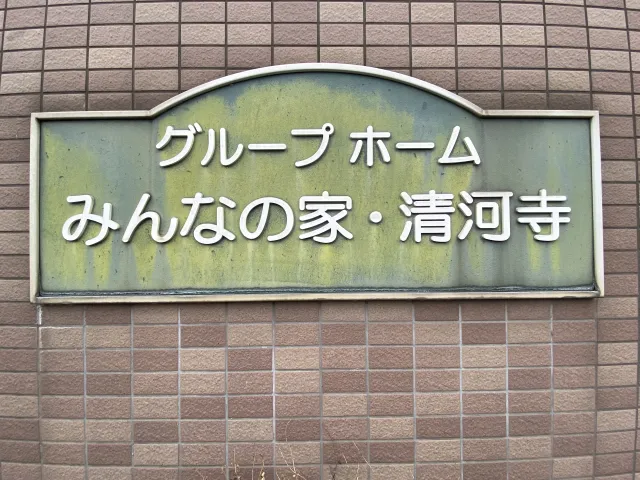 グループ ホーム
みんなの家・清河寺